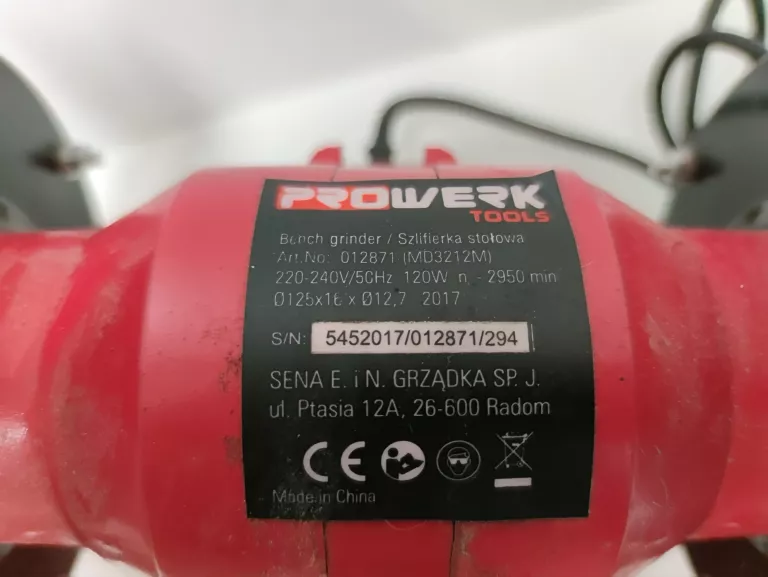 PROWERK
TOOLS
Bench grinder / Szlifierka stołowa
Art.No: 012871 (MD3212M)
220-240V/50Hz 120W n - 2950 min
Ø125x16 x Ø12,7 2017
S/N: 5452017/012871/294
SENA E. i N. GRZĄDKA SP. J.
ul. Ptasia 12A, 26-600 Radom
CE
Made in China